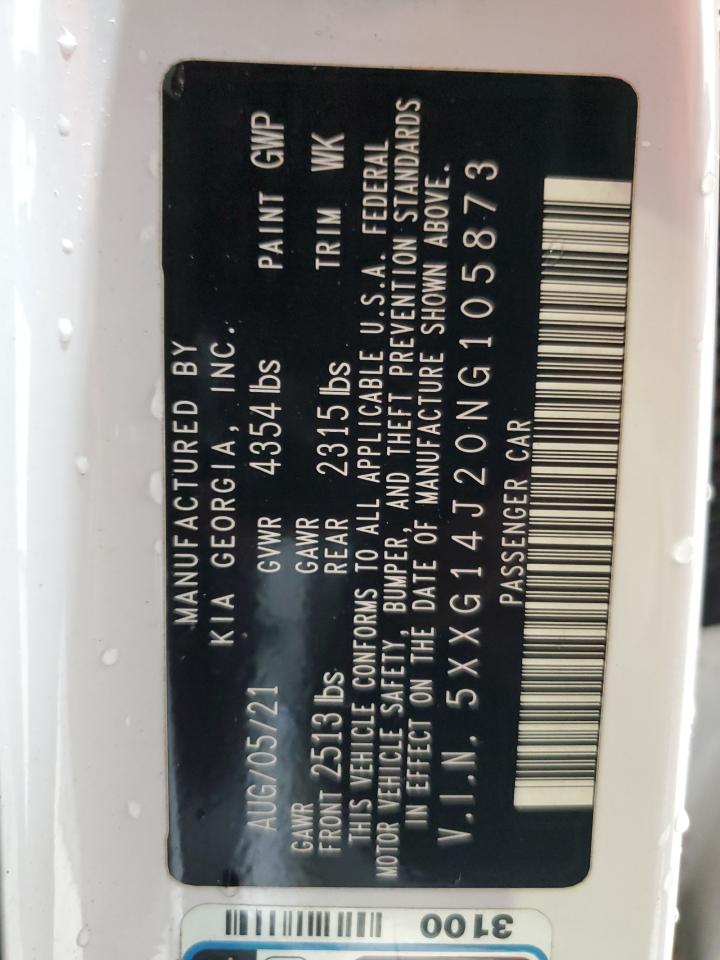 MANUFACTURED BY
KIA GEORGIA, INC.
AUG/05/21 GVWR 4354 lbs PAINT GWP
GAWR FRONT 2513 lbs GAWR REAR 2315 lbs TRIM WK
THIS VEHICLE CONFORMS TO ALL APPLICABLE U.S.A. FEDERAL
MOTOR VEHICLE SAFETY, BUMPER, AND THEFT PREVENTION STANDARDS
IN EFFECT ON THE DATE OF MANUFACTURE SHOWN ABOVE.
V.I.N. 5XXG14J20NG105873
PASSENGER CAR
3100